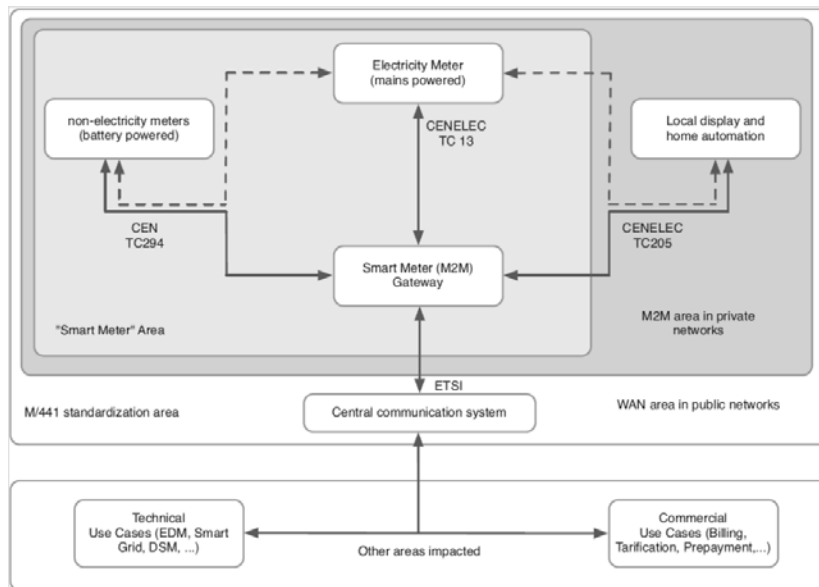 Electricity Meter
(mains powered)
non-electricity meters
(battery powered)
Local display and
home automation
CENELEC
TC 13
CEN
TC294
CENELEC
TC205
Smart Meter (M2M)
Gateway
"Smart Meter" Area
M2M area in private
networks
ETSI
M/441 standardization area
Central communication system
WAN area in public networks
Technical
Use Cases (EDM, Smart
Grid, DSM, ...)
Other areas impacted
Commercial
Use Cases (Billing,
Tarification, Prepayment,...)